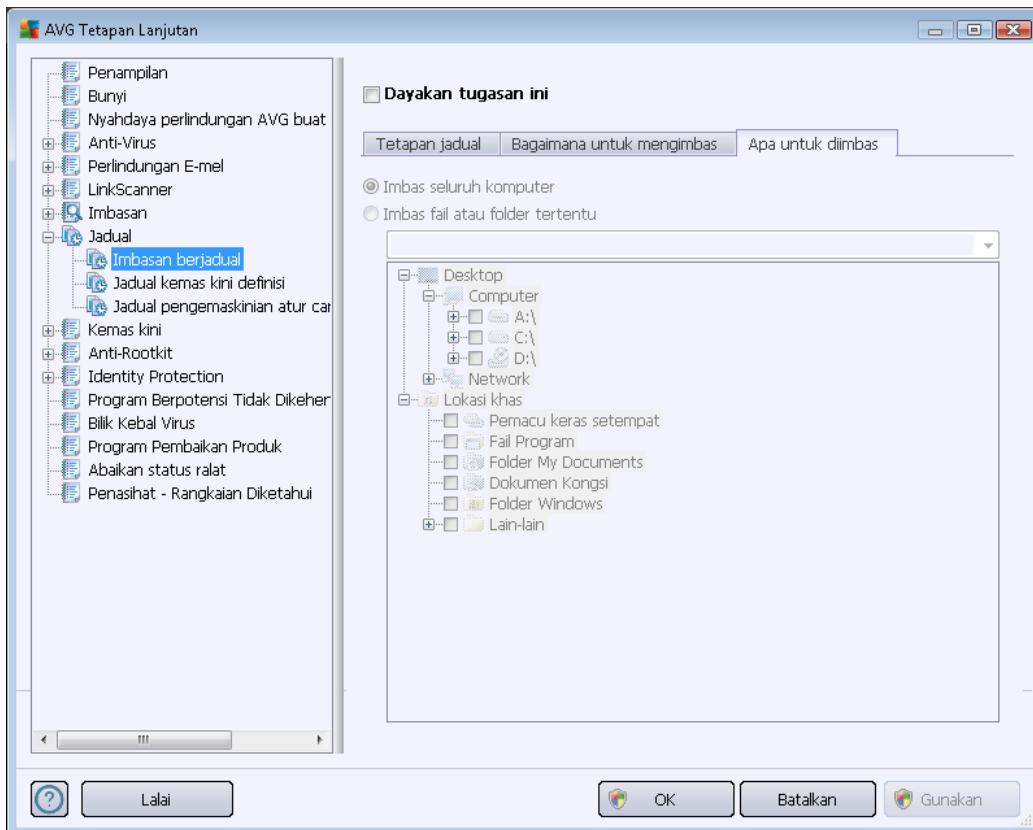 AVG Tetapan Lanjutan
Penampilan
Bunyi
Nyahdaya perlindungan AVG buat
Anti-Virus
Perlindungan E-mel
LinkScanner
Imbasan
Jadual
Imbasan berjadual
Jadual kemas kini definisi
Jadual pengemaskinian atur car
Kemas kini
Anti-Rootkit
Identity Protection
Program Berpotensi Tidak Dikeher
Bilik Kebal Virus
Program Pembaikan Produk
Abaikan status ralat
Penasihat - Rangkaian Diketahui
Dayakan tugasan ini
Tetapan jadual Bagaimana untuk mengimbas Apa untuk diimbas
Imbas seluruh komputer
Imbas fail atau folder tertentu
Desktop
Computer
A:\
C:\
D:\
Network
Lokasi khas
Pemacu keras setempat
Fail Program
Folder My Documents
Dokumen Kongsi
Folder Windows
Lain-lain
? Lalai OK Batalkan Gunakan